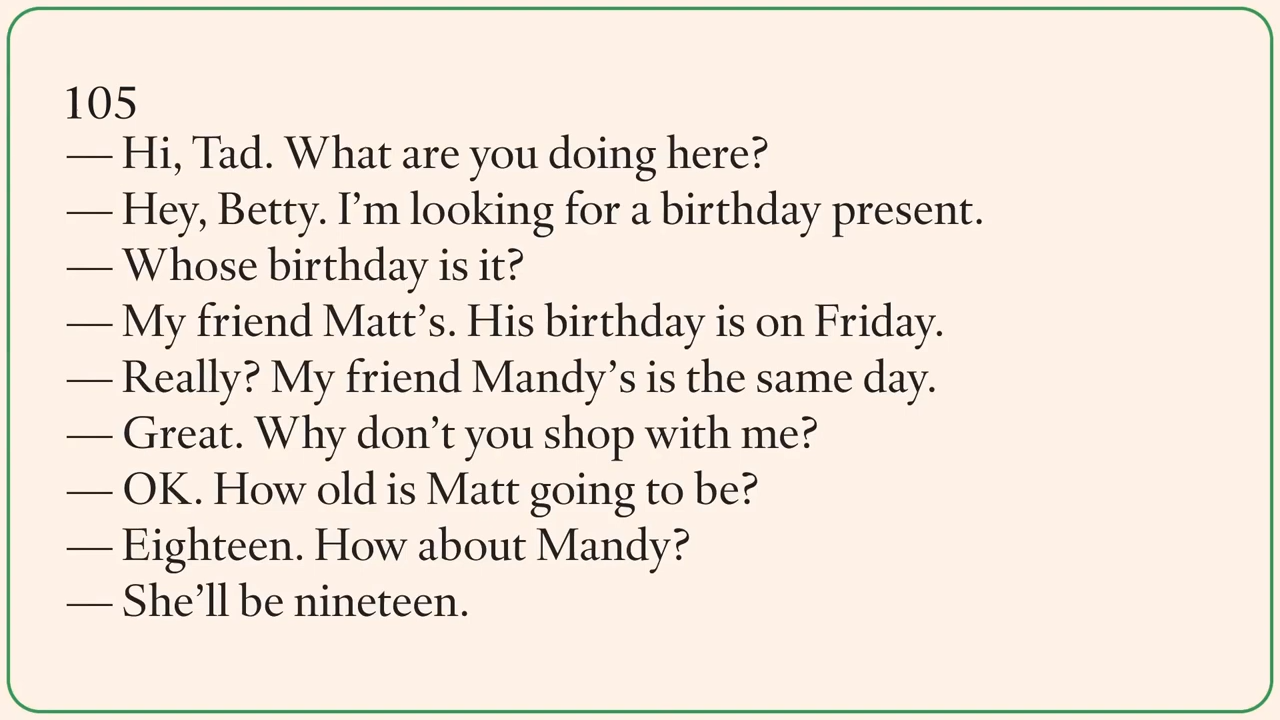 105
— Hi, Tad. What are you doing here?
— Hey, Betty. I’m looking for a birthday present.
— Whose birthday is it?
— My friend Matt’s. His birthday is on Friday.
— Really? My friend Mandy’s is the same day.
— Great. Why don’t you shop with me?
— OK. How old is Matt going to be?
— Eighteen. How about Mandy?
— She’ll be nineteen.